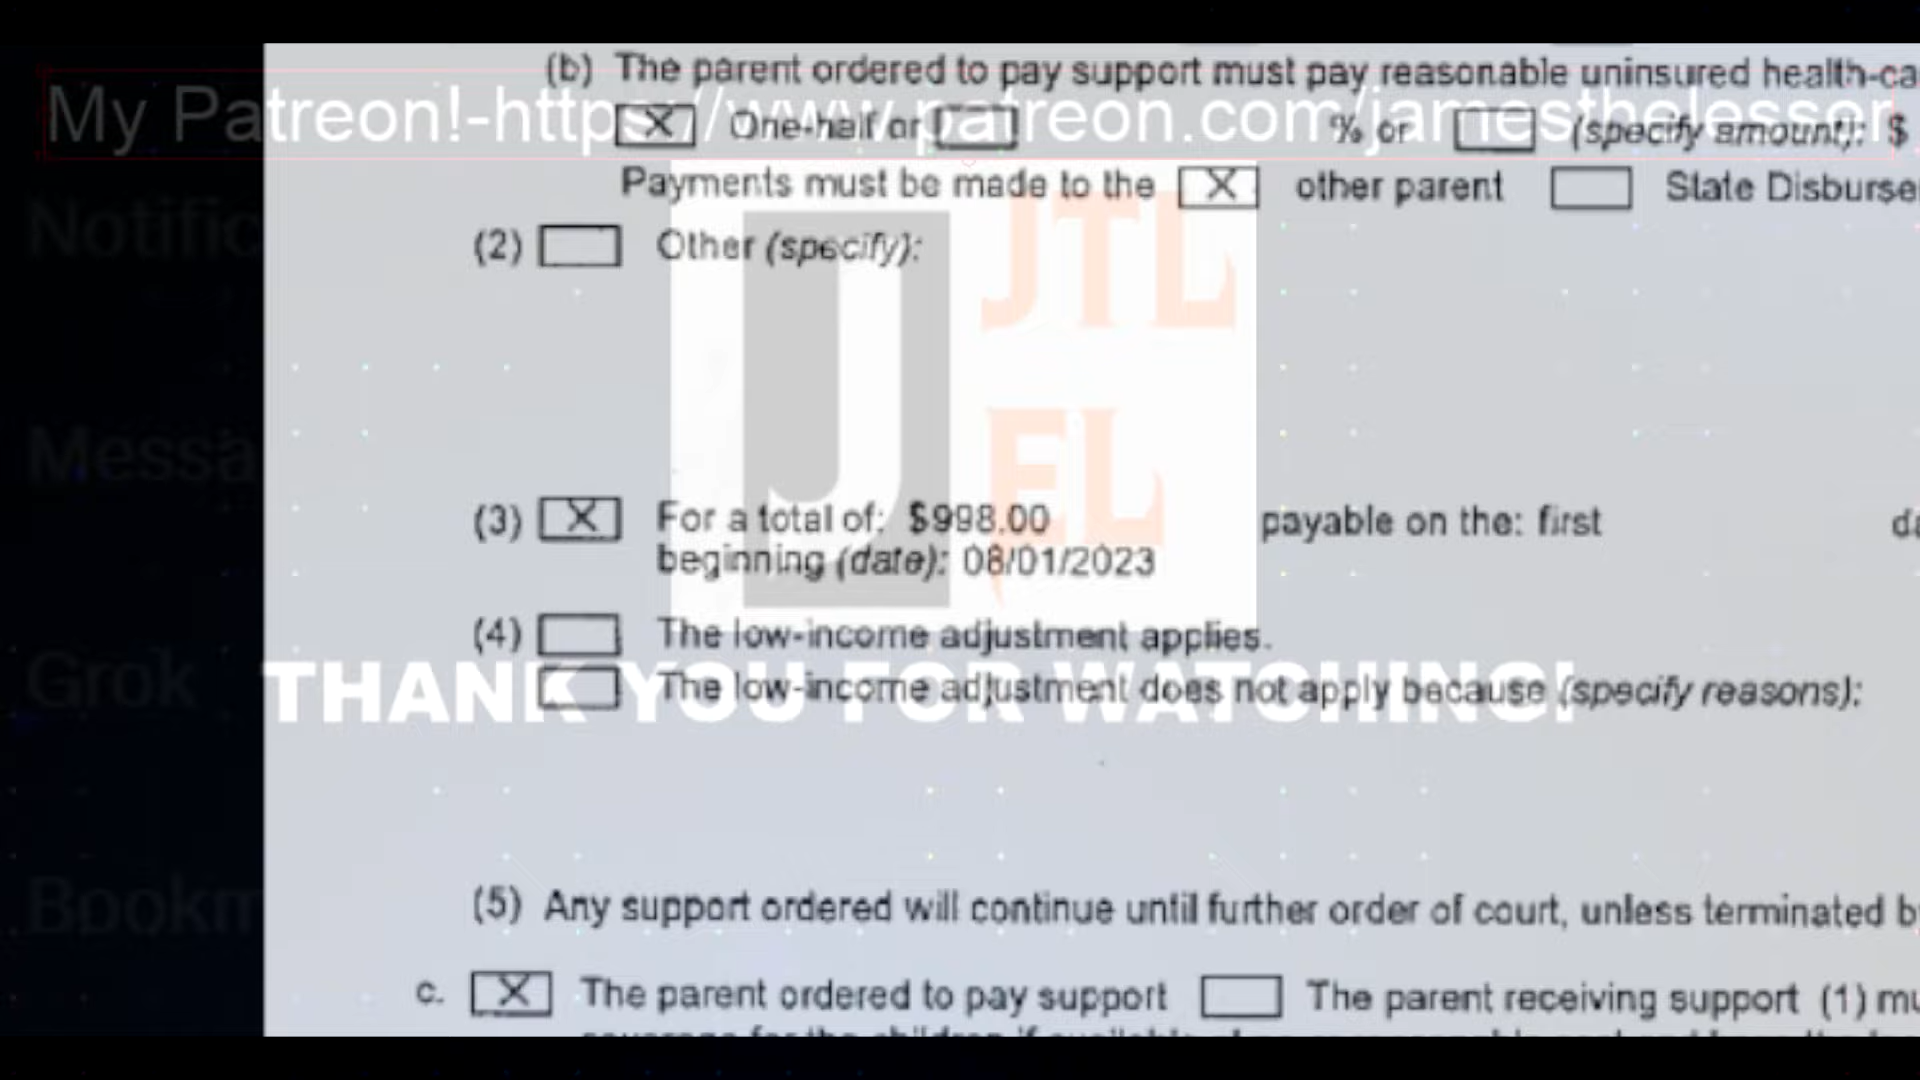 (b) The parent ordered to pay support must pay reasonable uninsured health-ca
My Patreon!-https://www.patreon.com/jamesthelesser
X One-half or % or (specify amount): $
Payments must be made to the X other parent State Disburse
JTL
Notific
(2) Other (specify):
J
Messa
EL
(3) X For a total of: $998.00 payable on the: first da
beginning (date): 08/01/2023
(4) The low-income adjustment applies.
Grok
THANK YOU FOR WATCHING!
The low-income adjustment does not apply because (specify reasons):
Bookm
(5) Any support ordered will continue until further order of court, unless terminated b
c. X The parent ordered to pay support The parent receiving support (1) mu